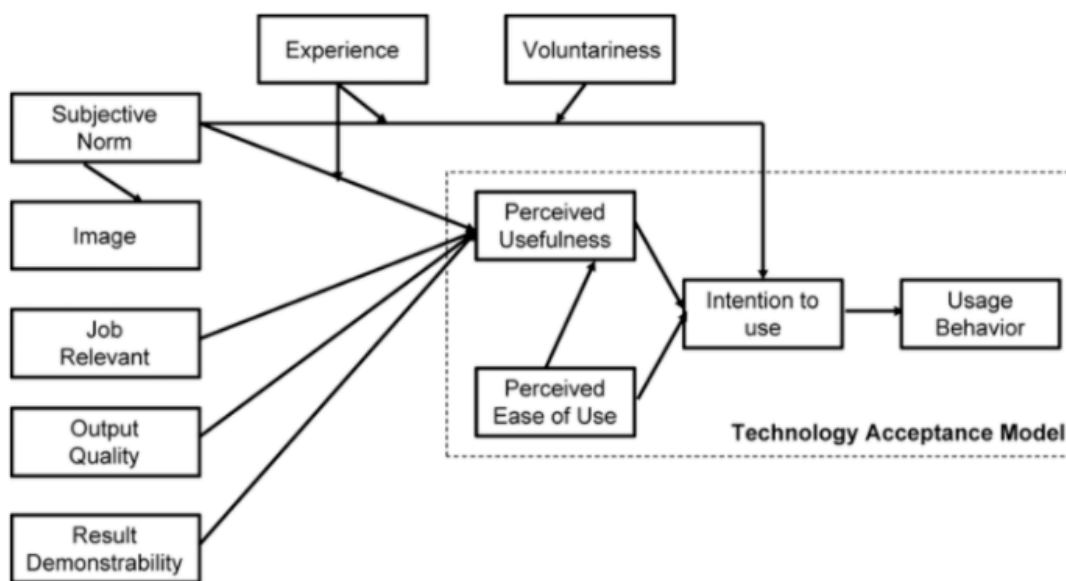 Experience
Voluntariness
Subjective
Norm
Image
Perceived
Usefulness
Job
Relevant
Intention to
use
Usage
Behavior
Perceived
Ease of Use
Output
Quality
Technology Acceptance Model
Result
Demonstrability